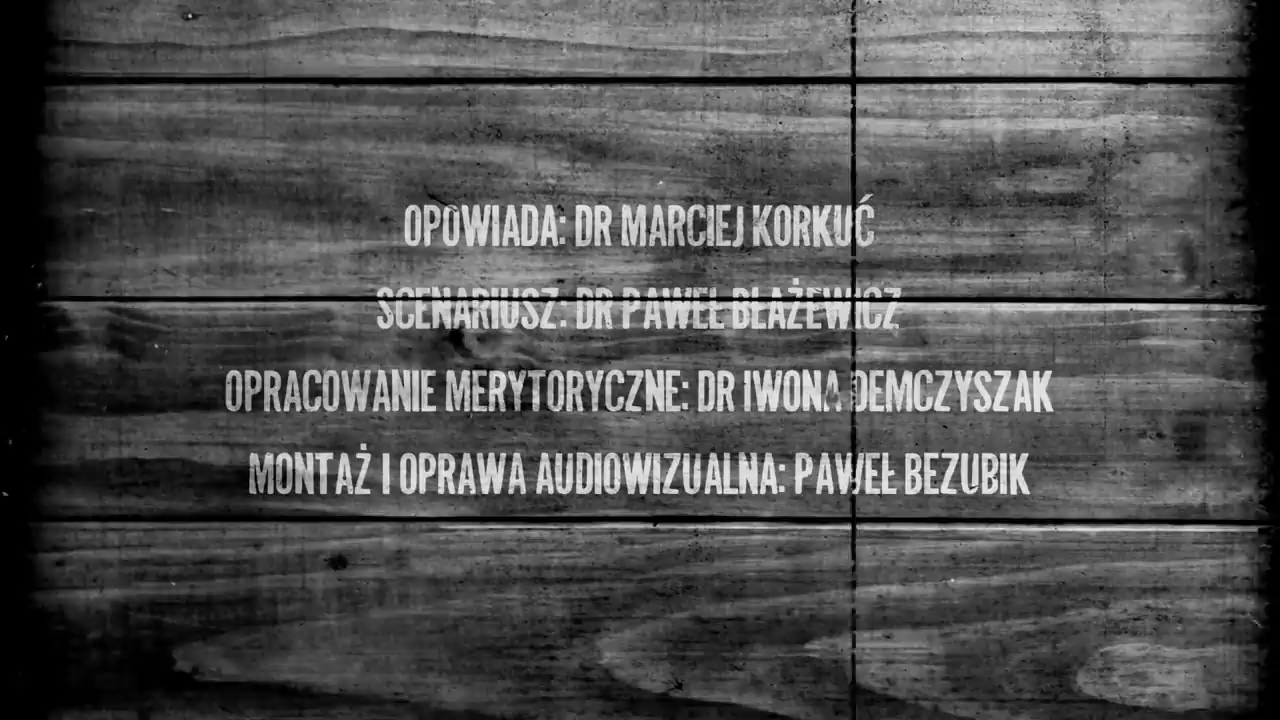 OPOWIADA: DR MARCIEJ KORKUĆ
SCENARIUSZ: DR PAWEŁ BŁAŻEWICZ
OPRACOWANIE MERYTORYCZNE: DR IWONA DEMCZYSZAK
MONTAŻ I OPRAWA AUDIOWIZUALNA: PAWEŁ BEZUBIK